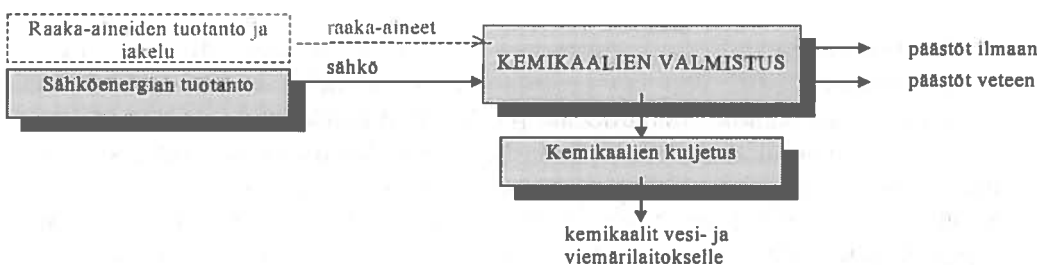 Raaka-aineiden tuotanto ja
jakelu
raaka-aineet
Sähköenergian tuotanto
sähkö
KEMIKAALIEN VALMISTUS
päästöt ilmaan
päästöt veteen
Kemikaalien kuljetus
kemikaalit vesi- ja
viemärilaitokselle